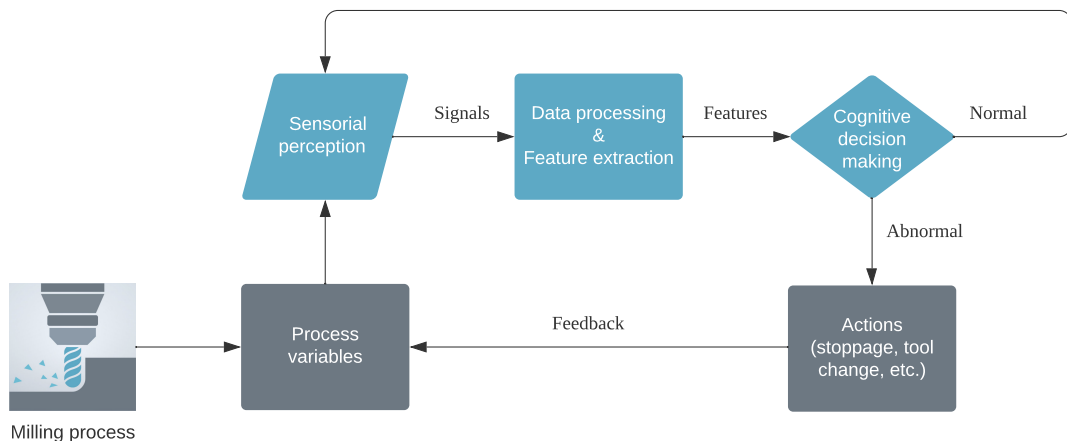 Sensorial
perception
Signals
Data processing
&
Feature extraction
Features
Cognitive
decision
making
Normal
Abnormal
Milling process
Process
variables
Feedback
Actions
(stoppage, tool
change, etc.)